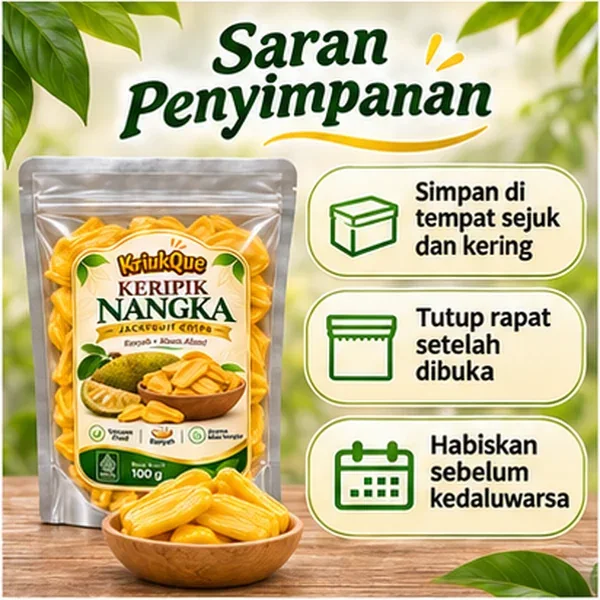 Saran
Penyimpanan
Simpan di
tempat sejuk
dan kering
Tutup rapat
setelah
dibuka
Habiskan
sebelum
kedaluwarsa
KriukQue
KERIPIK
NANGKA
100 g